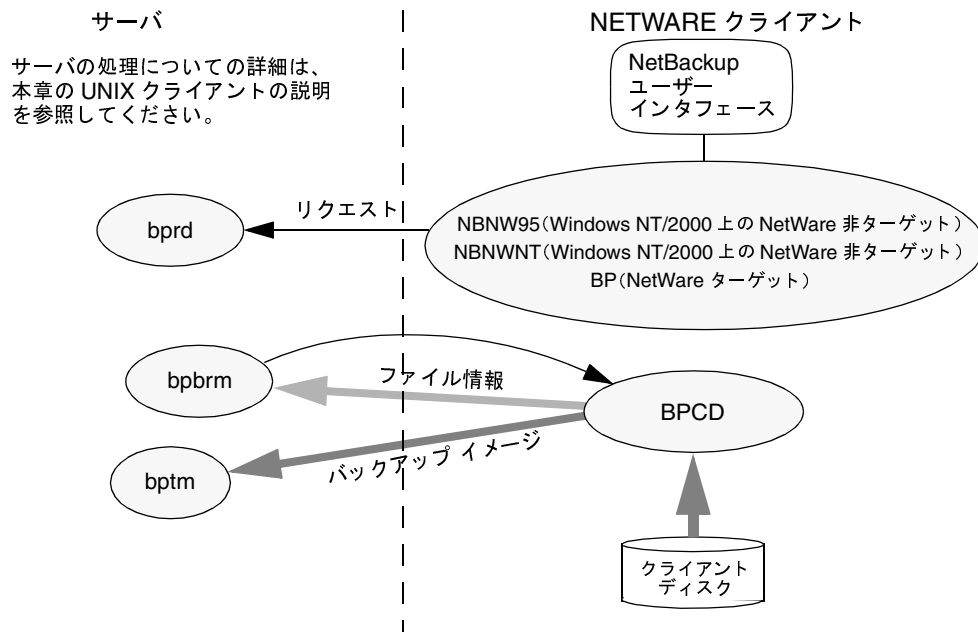 サーバ
サーバの処理についての詳細は、
本章の UNIX クライアントの説明
を参照してください。
NETWARE クライアント
NetBackup
ユーザー
インタフェース
リクエスト
bprd
NBNW95（Windows NT/2000 上の NetWare 非ターゲット）
NBNWNT（Windows NT/2000 上の NetWare 非ターゲット）
BP（NetWare ターゲット）
bpbrm
ファイル情報
BPCD
バックアップ イメージ
bptm
クライアント
ディスク